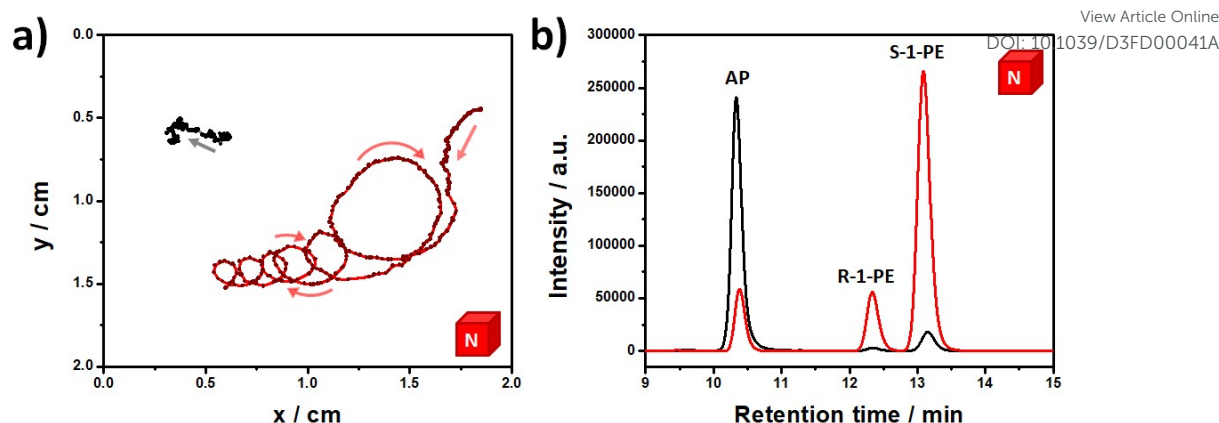 View Article Online
DOI: 10.1039/D3FD00041A
a)
0.0
0.5
1.0
1.5
2.0
y / cm
0.0 0.5 1.0 1.5 2.0
x / cm
N
b)
300000
250000
200000
150000
100000
50000
0
Intensity / a.u.
AP
R-1-PE
S-1-PE
N
9 10 11 12 13 14 15
Retention time / min